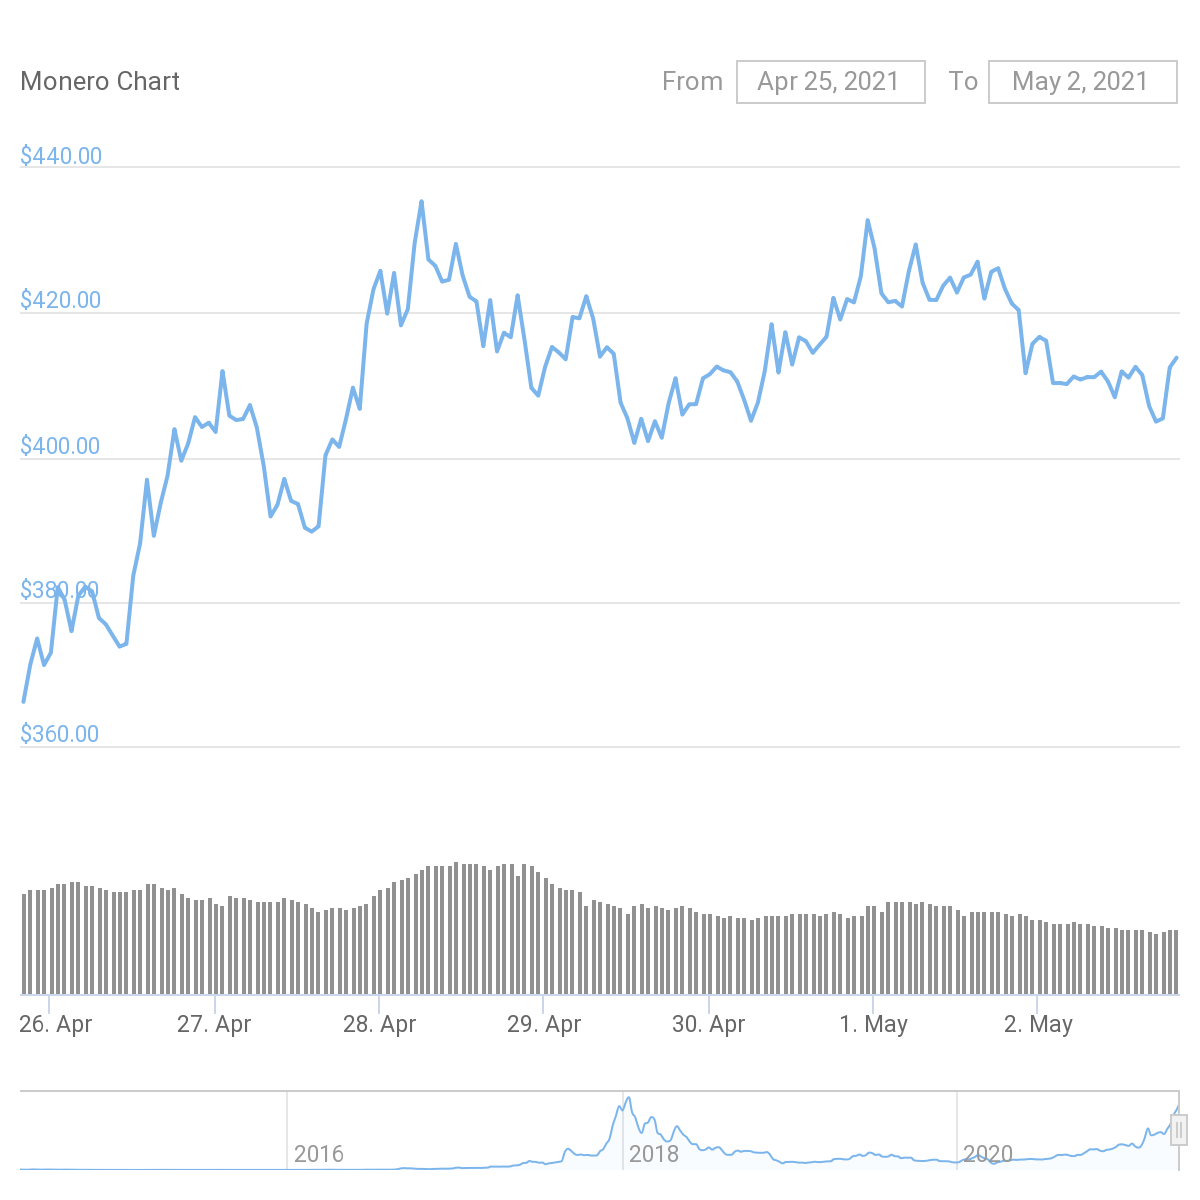 Monero Chart From Apr 25, 2021 To May 2, 2021
$440.00
$420.00
$400.00
$380.00
$360.00
26. Apr 27. Apr 28. Apr 29. Apr 30. Apr 1. May 2. May
2016 2018 2020